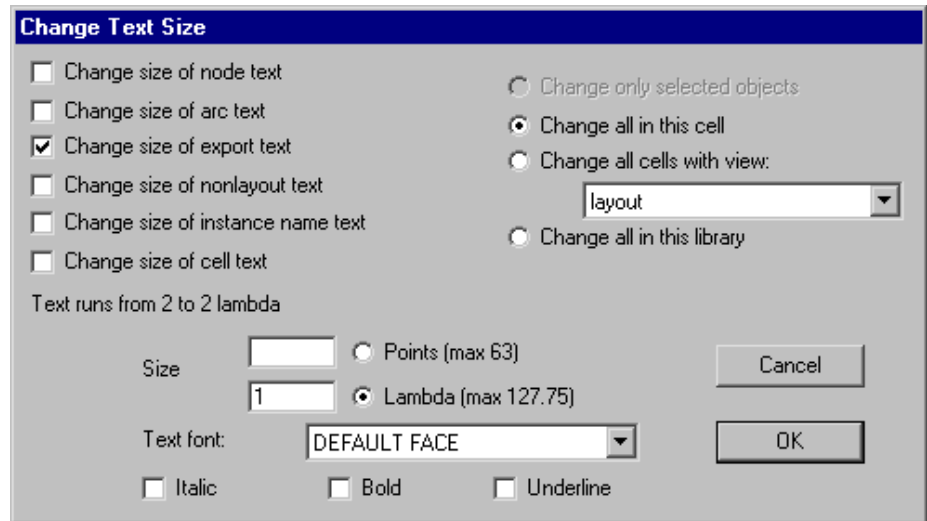 Change Text Size
Change size of node text
Change size of arc text
Change size of export text
Change size of nonlayout text
Change size of instance name text
Change size of cell text
Change only selected objects
Change all in this cell
Change all cells with view:
layout
Change all in this library
Text runs from 2 to 2 lambda
Size
Points (max 63)
1
Lambda (max 127.75)
Cancel
Text font:
DEFAULT FACE
OK
Italic
Bold
Underline